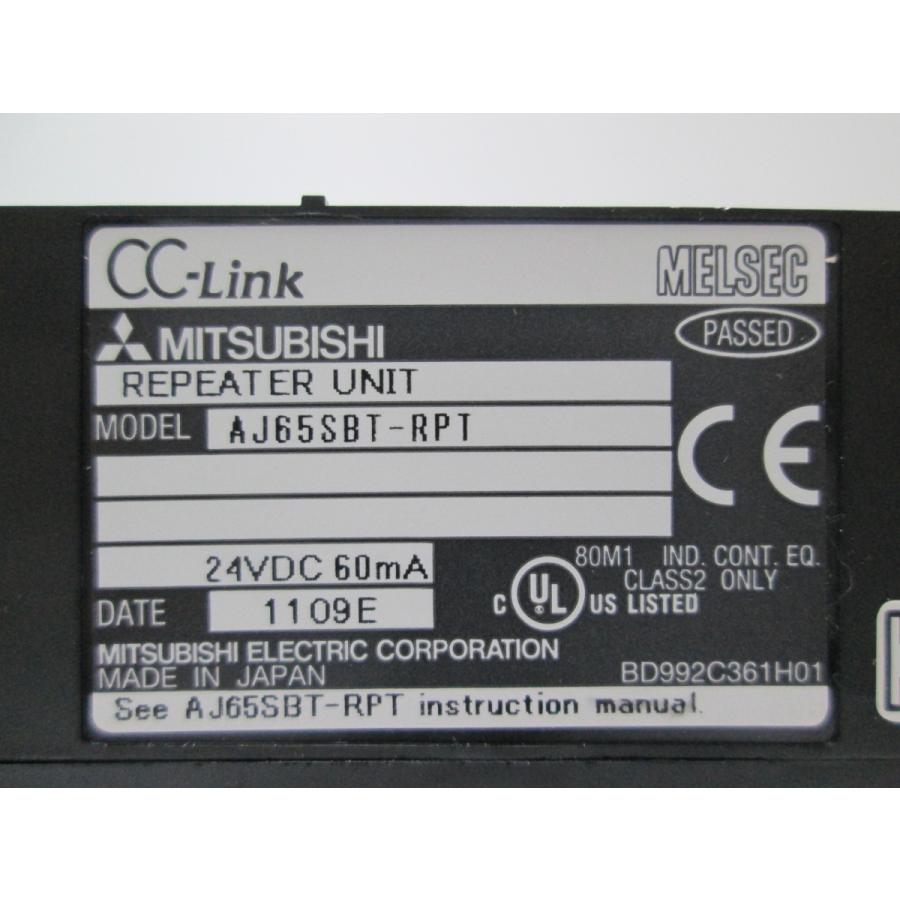 CC-Link MELSEC
MITSUBISHI PASSED
REPEATER UNIT
MODEL AJ65SBT-RPT
CE
24VDC 60mA
80M1 IND. CONT. EQ.
CLASS2 ONLY
C UL US LISTED
DATE 1109E
MITSUBISHI ELECTRIC CORPORATION
MADE IN JAPAN BD992C361H01
See AJ65SBT-RPT instruction manual.